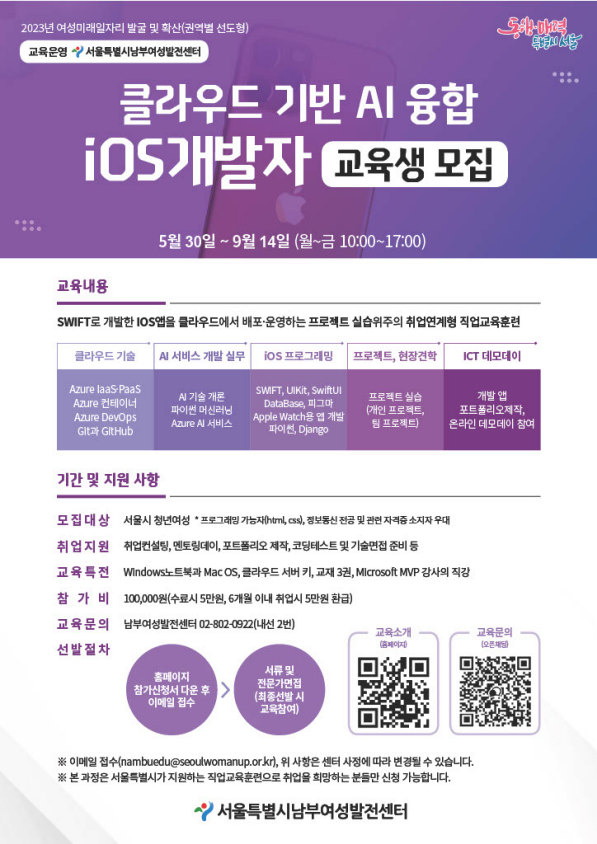 2023년 여성미래일자리 발굴 및 확산(권역별 선도형)
동행·매력
특별시 서울
교육운영 서울특별시남부여성발전센터
클라우드 기반 AI 융합
iOS개발자 교육생 모집
5월 30일 ~ 9월 14일 (월~금 10:00~17:00)
교육내용
SWIFT로 개발한 IOS앱을 클라우드에서 배포·운영하는 프로젝트 실습위주의 취업연계형 직업교육훈련
클라우드 기술
Azure IaaS·PaaS
Azure 컨테이너
Azure DevOps
Git과 GitHub
AI 서비스 개발 실무
AI 기술 개론
파이썬 머신러닝
Azure AI 서비스
iOS 프로그래밍
SWIFT, UIKit, SwiftUI
DataBase, 피그마
Apple Watch용 앱 개발
파이썬, Django
프로젝트, 현장견학
프로젝트 실습
(개인 프로젝트,
팀 프로젝트)
ICT 데모데이
개발 앱
포트폴리오제작,
온라인 데모데이 참여
기간 및 지원 사항
모집대상 서울시 청년여성 * 프로그래밍 가능자(html, css), 정보통신 전공 및 관련 자격증 소지자 우대
취업지원 취업컨설팅, 멘토링데이, 포트폴리오 제작, 코딩테스트 및 기술면접 준비 등
교육특전 Windows노트북과 Mac OS, 클라우드 서버 키, 교재 3권, Microsoft MVP 강사의 직강
참가비 100,000원(수료시 5만원, 6개월 이내 취업시 5만원 환급)
교육문의 남부여성발전센터 02-802-0922(내선 2번)
선발절차
홈페이지
참가신청서 다운 후
이메일 접수
서류 및
전문가면접
(최종선발 시
교육참여)
교육소개
(홈페이지)
교육문의
(오픈채팅)
※ 이메일 접수(nambuedu@seoulwomanup.or.kr), 위 사항은 센터 사정에 따라 변경될 수 있습니다.
※ 본 과정은 서울특별시가 지원하는 직업교육훈련으로 취업을 희망하는 분들만 신청 가능합니다.
서울특별시남부여성발전센터